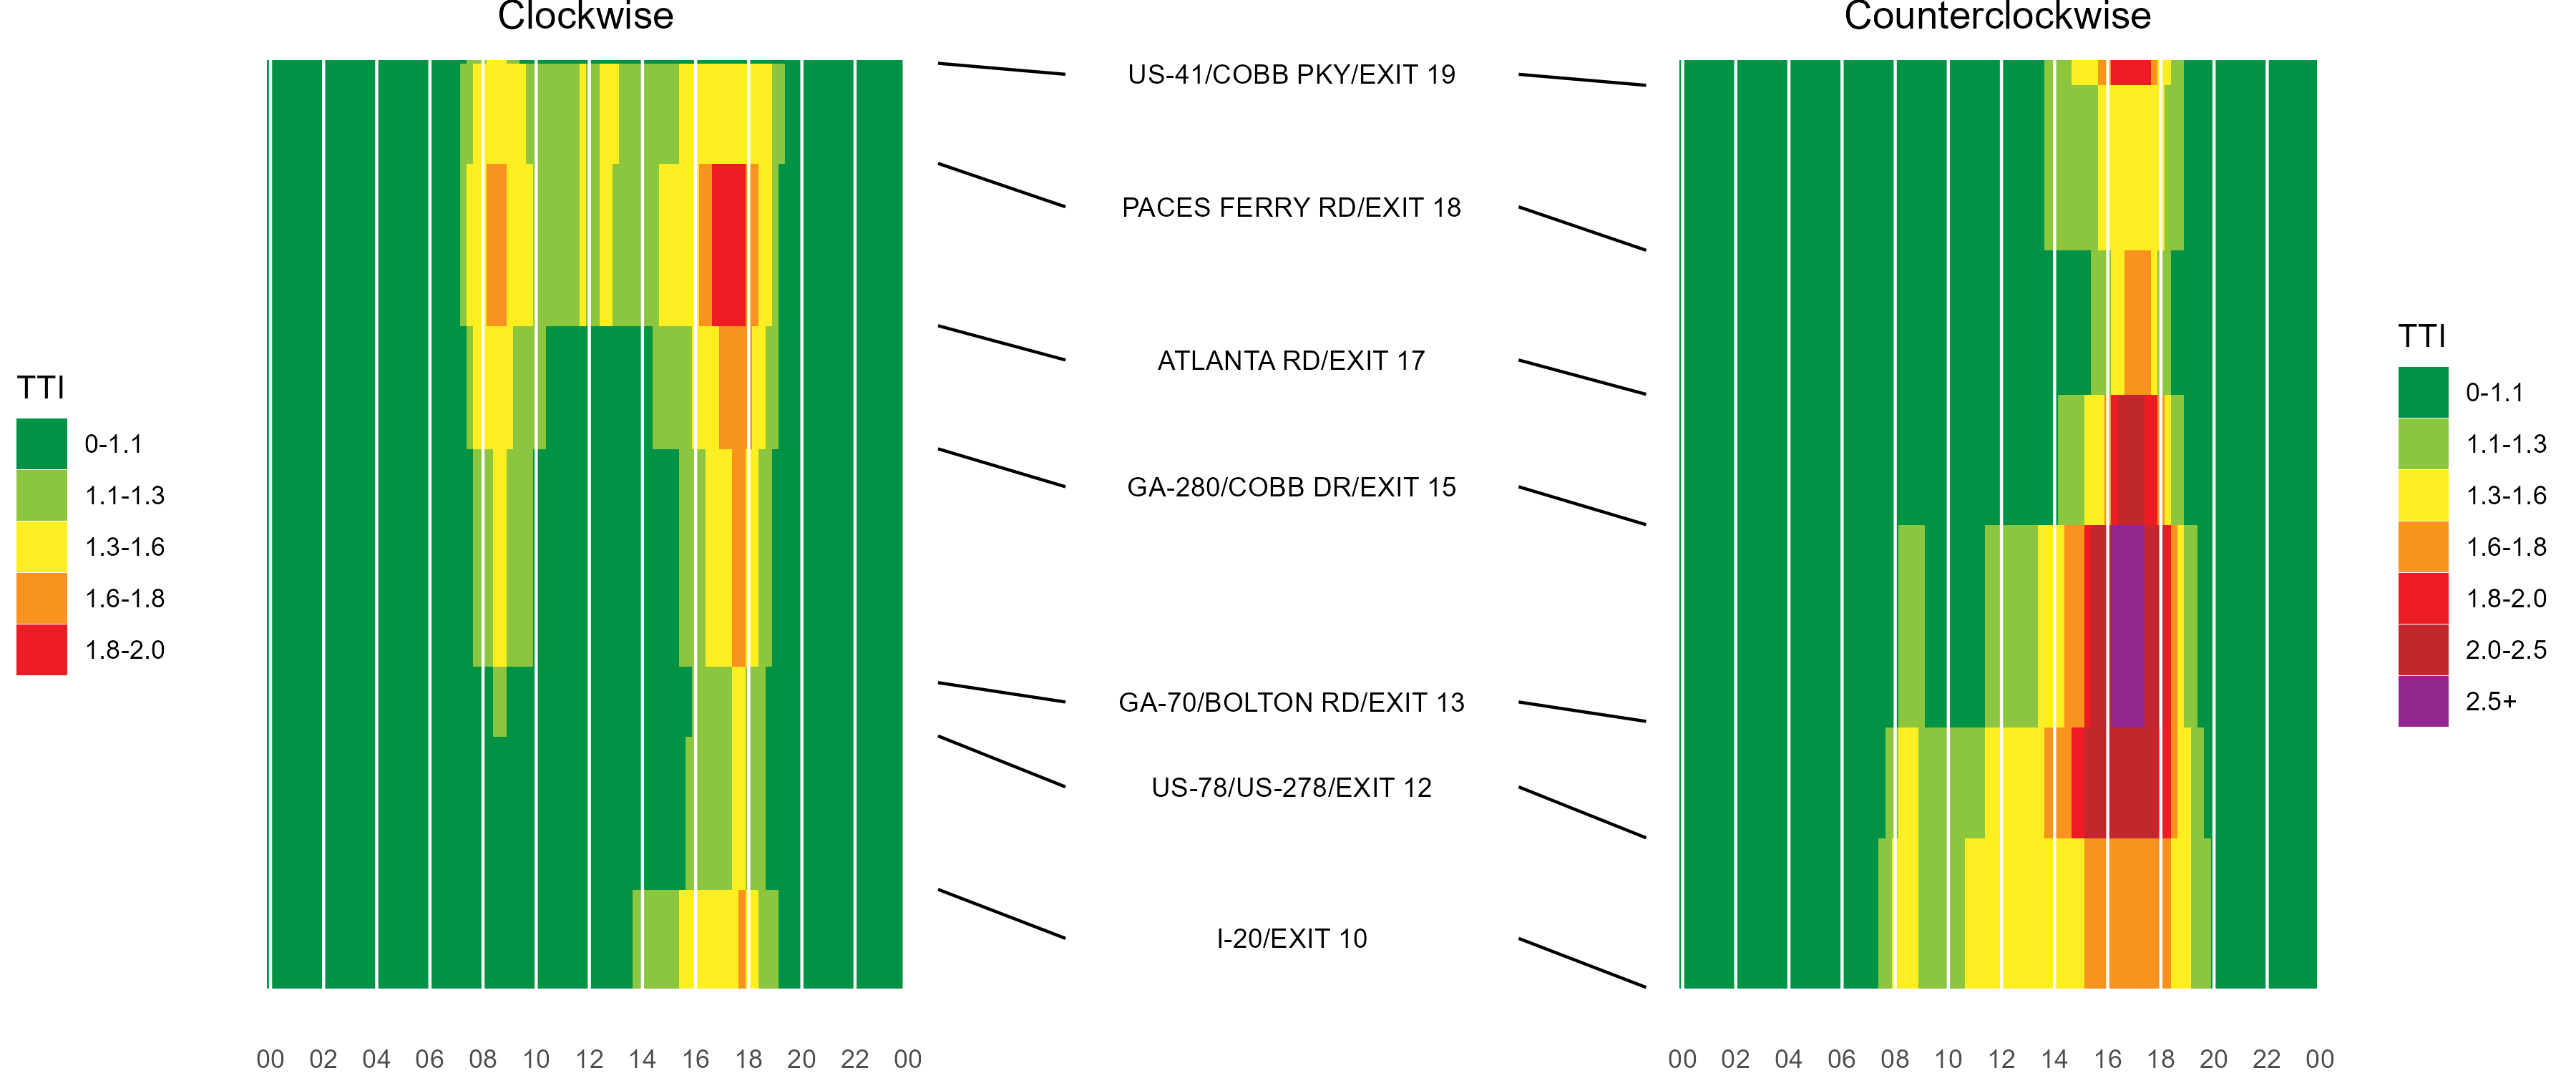 Clockwise
Counterclockwise
US-41/COBB PKY/EXIT 19
PACES FERRY RD/EXIT 18
ATLANTA RD/EXIT 17
GA-280/COBB DR/EXIT 15
GA-70/BOLTON RD/EXIT 13
US-78/US-278/EXIT 12
I-20/EXIT 10
TTI
0-1.1
1.1-1.3
1.3-1.6
1.6-1.8
1.8-2.0
TTI
0-1.1
1.1-1.3
1.3-1.6
1.6-1.8
1.8-2.0
2.0-2.5
2.5+
00 02 04 06 08 10 12 14 16 18 20 22 00
00 02 04 06 08 10 12 14 16 18 20 22 00